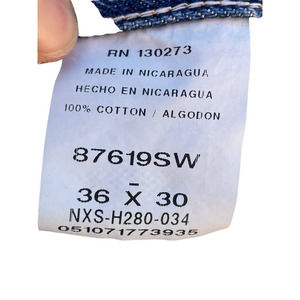 RN 130273
MADE IN NICARAGUA
HECHO EN NICARAGUA
100% COTTON / ALGODON
87619SW
-
36 X 30
NXS-H280-034
051071773935